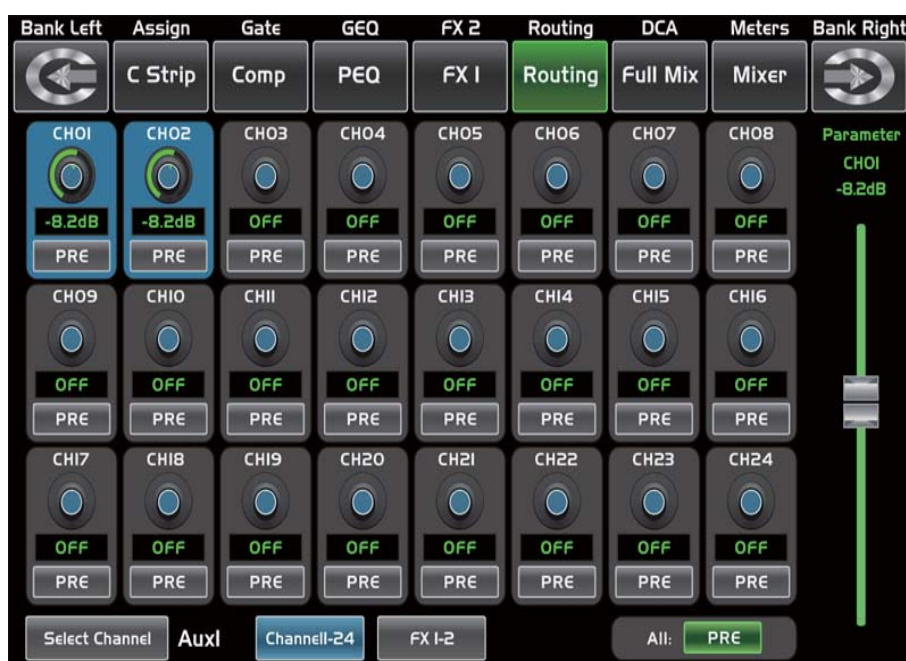 Bank Left Assign Gate GEQ FX 2 Routing DCA Meters Bank Right
C Strip Comp PEQ FX 1 Routing Full Mix Mixer
CH01 CH02 CH03 CH04 CH05 CH06 CH07 CH08 Parameter
CH01
-8.2dB
-8.2dB -8.2dB OFF OFF OFF OFF OFF OFF
PRE PRE PRE PRE PRE PRE PRE PRE
CH09 CH10 CH11 CH12 CH13 CH14 CH15 CH16
OFF OFF OFF OFF OFF OFF OFF OFF
PRE PRE PRE PRE PRE PRE PRE PRE
CH17 CH18 CH19 CH20 CH21 CH22 CH23 CH24
OFF OFF OFF OFF OFF OFF OFF OFF
PRE PRE PRE PRE PRE PRE PRE PRE
Select Channel Aux1 Channel1-24 FX 1-2 All: PRE